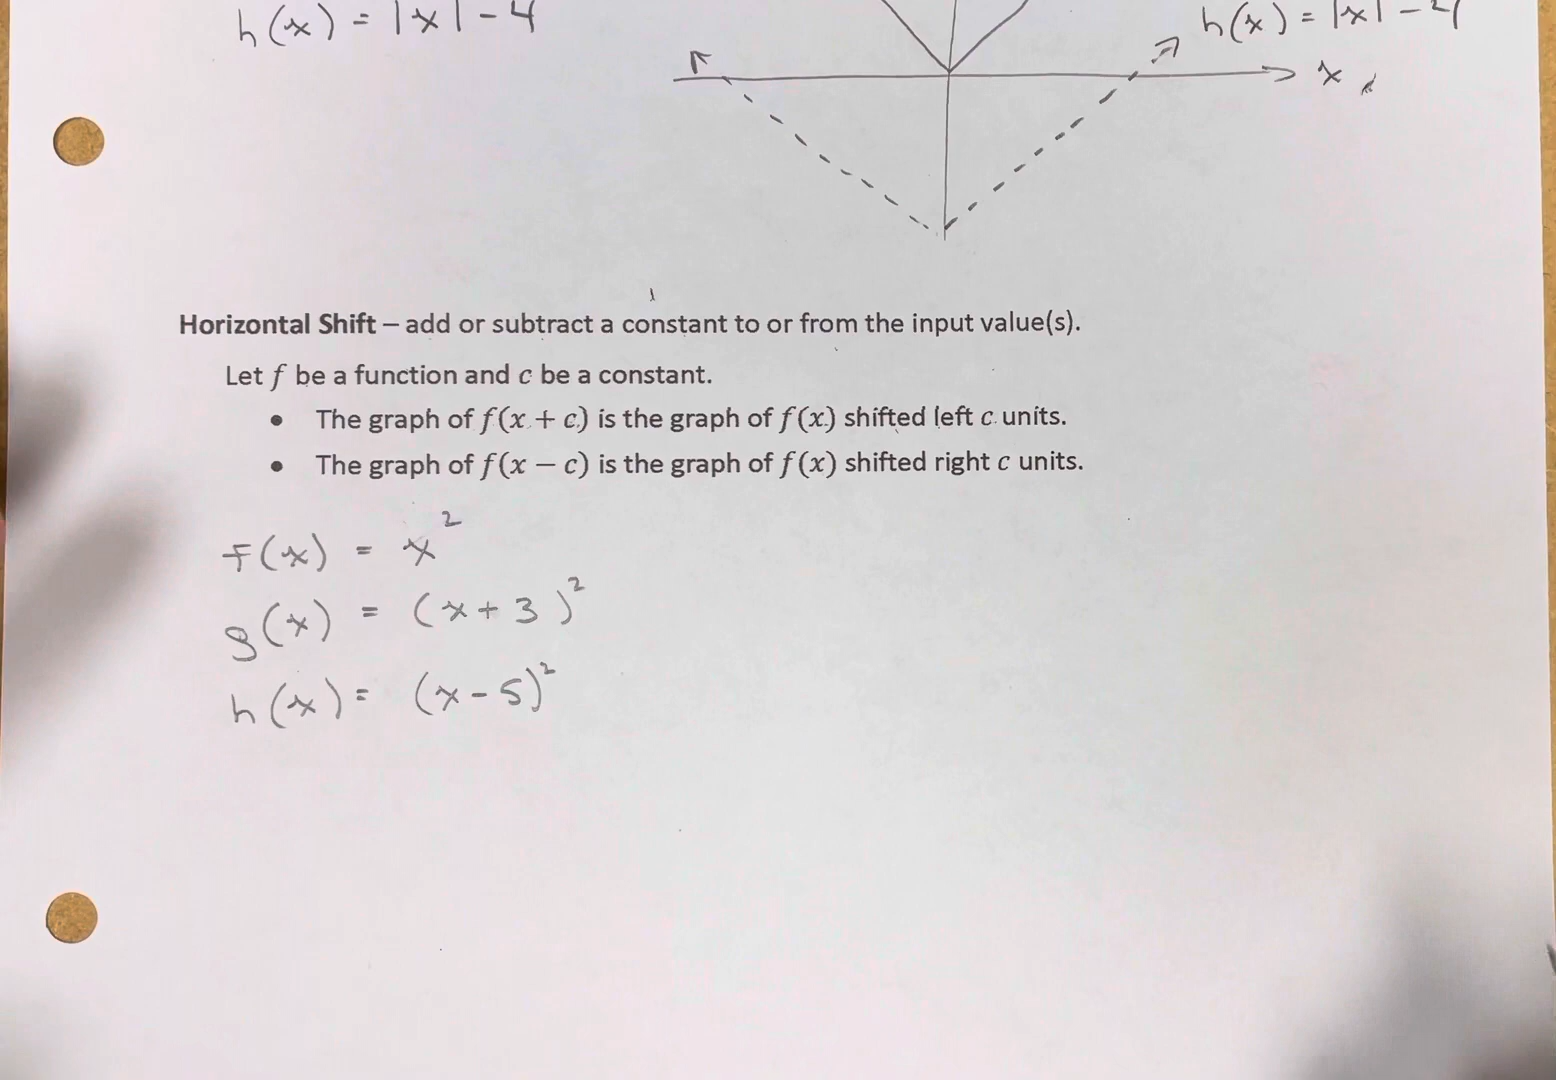 h(x) = |x| - 4
h(x) = |x| - 4
x
Horizontal Shift – add or subtract a constant to or from the input value(s).
Let f be a function and c be a constant.
• The graph of f(x + c) is the graph of f(x) shifted left c units.
• The graph of f(x − c) is the graph of f(x) shifted right c units.
f(x) = x²
g(x) = (x+3)²
h(x) = (x-5)²